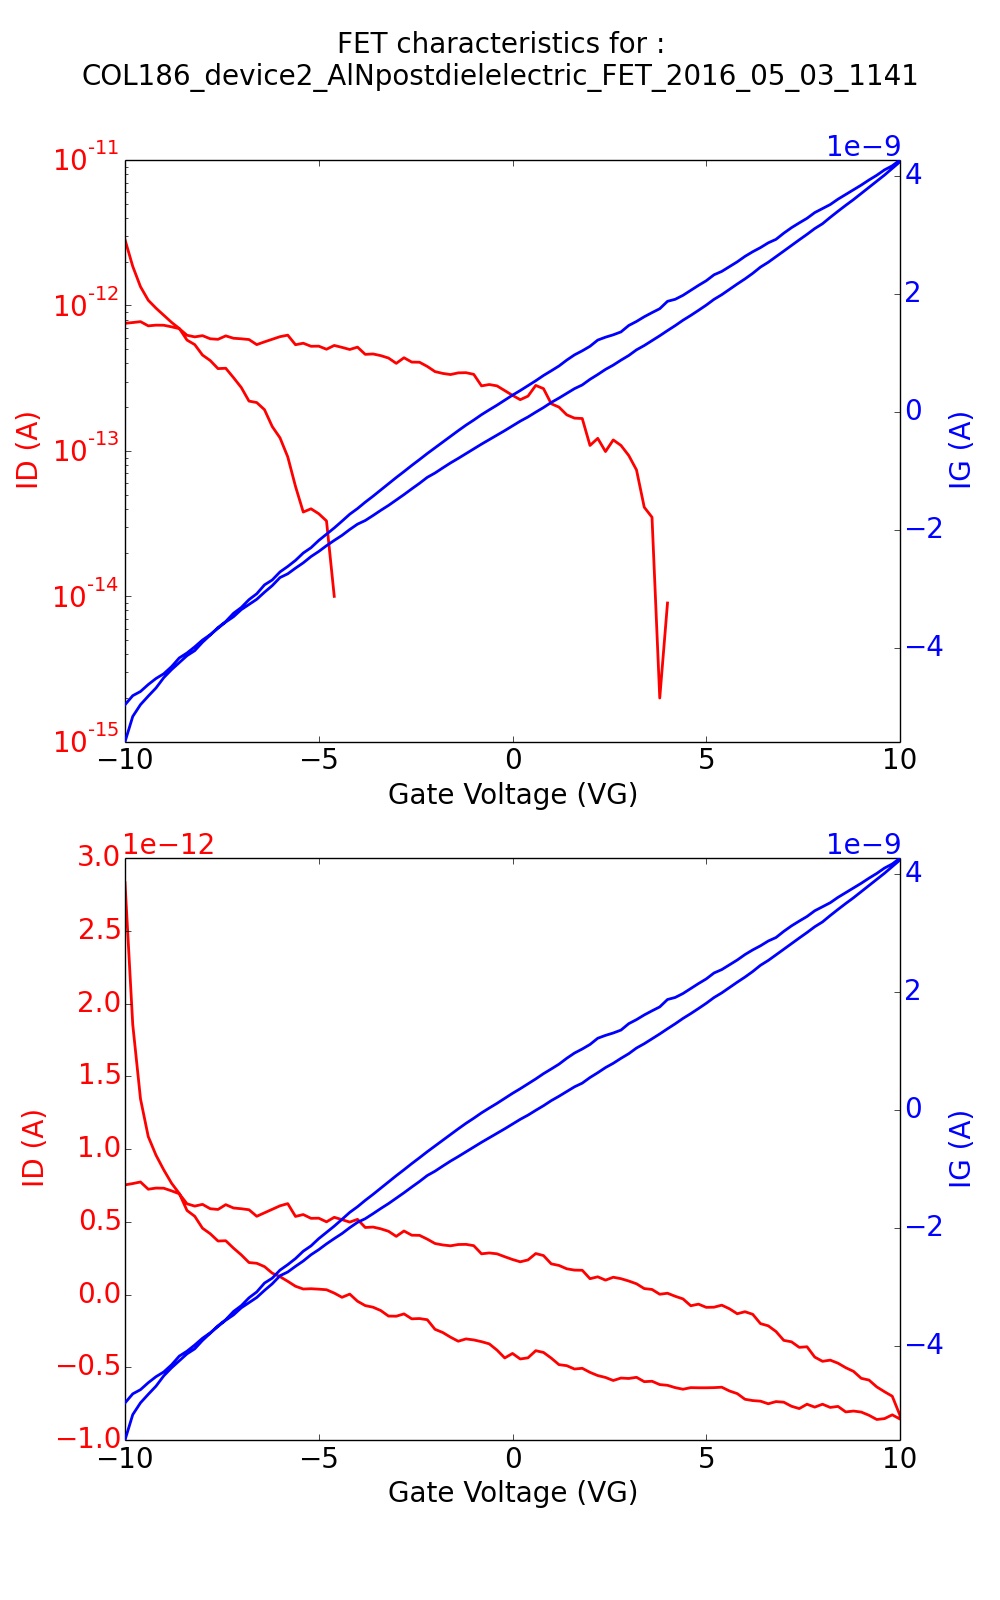 FET characteristics for :
COL186_device2_AlNpostdielelectric_FET_2016_05_03_1141
1e−9
10^-11
10^-12
10^-13
10^-14
10^-15
ID (A)
4
2
0
−2
−4
IG (A)
−10 −5 0 5 10
Gate Voltage (VG)
1e−12
1e−9
3.0
2.5
2.0
1.5
1.0
0.5
0.0
−0.5
−1.0
ID (A)
4
2
0
−2
−4
IG (A)
−10 −5 0 5 10
Gate Voltage (VG)